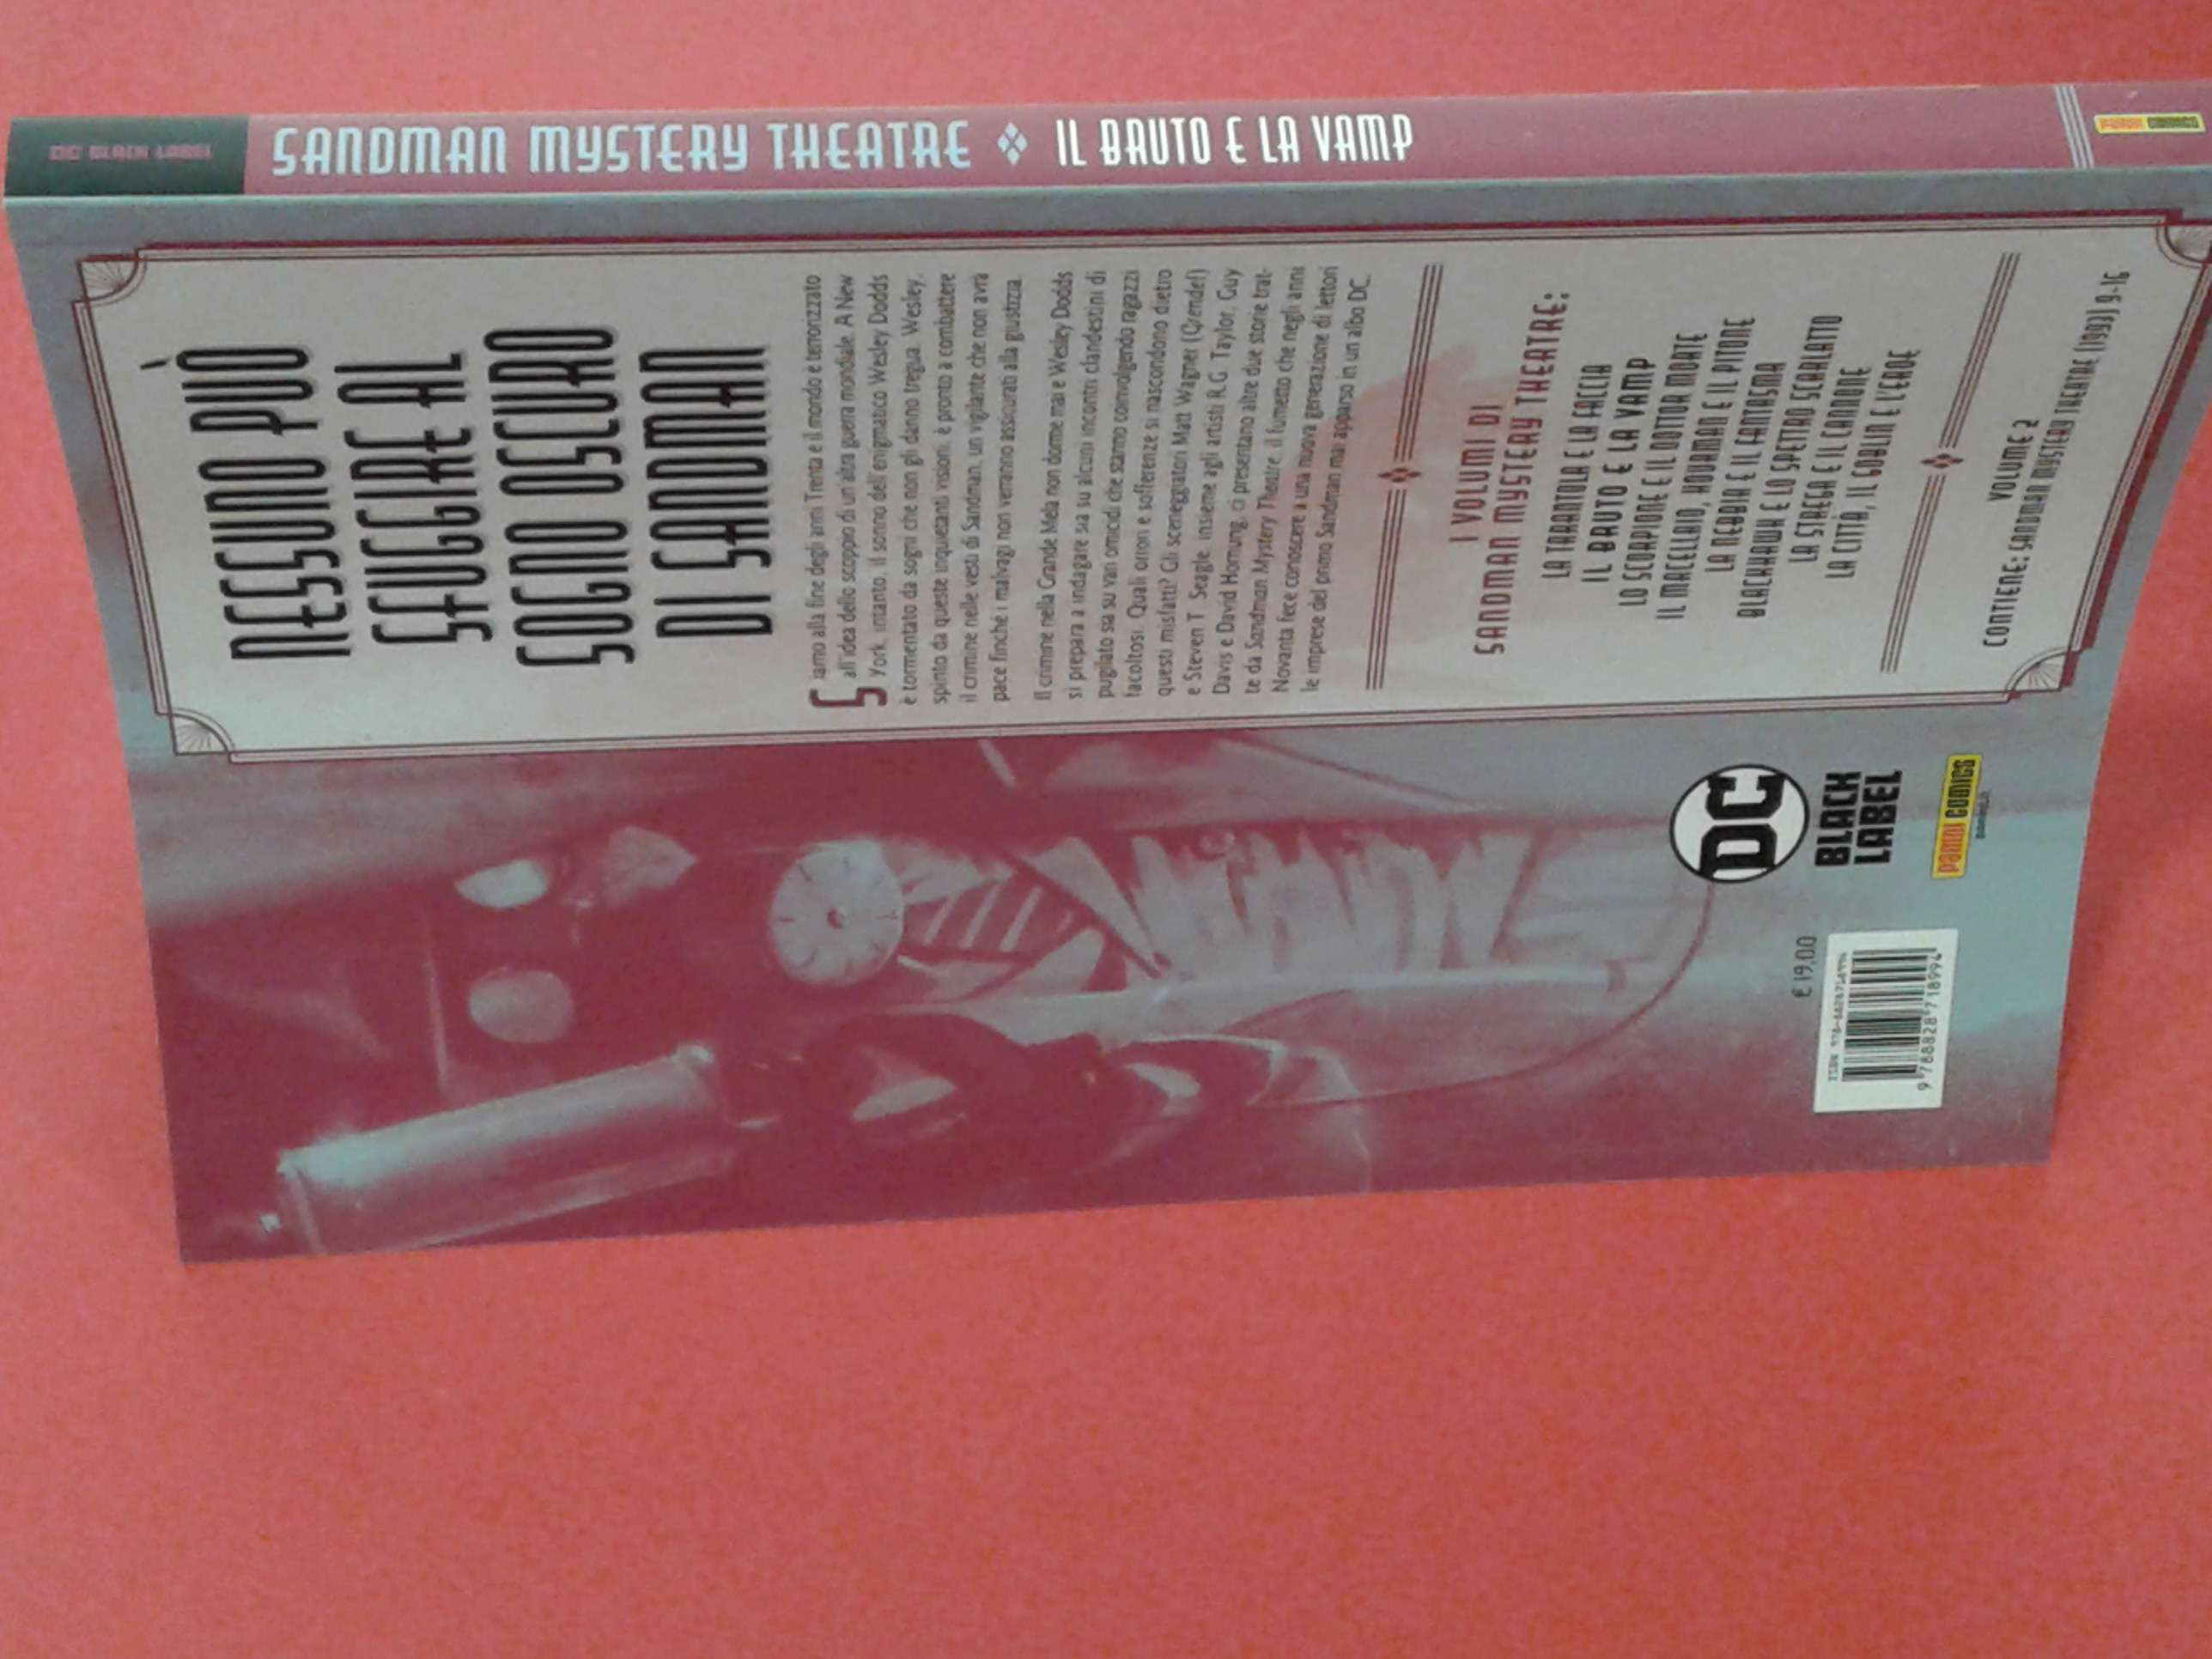 DC BLACK LABEL
SANDMAN MYSTERY THEATRE ❖ IL BRUTO E LA VAMP
PANINI COMICS
NESSUNO PUÒ
SFUGGIRE AL
SOGNO OSCURO
DI SANDMAN
Siamo alla fine degli anni Trenta e il mondo è terrorizzato
all'idea dello scoppio di un'altra guerra mondiale. A New
York, intanto, il sonno dell'enigmatico Wesley Dodds
è tormentato da sogni che non gli danno tregua. Wesley,
spinto da queste inquietanti visioni, è pronto a combattere
il crimine nelle vesti di Sandman, un vigilante che non avrà
pace finché i malvagi non verranno assicurati alla giustizia.
Il crimine nella Grande Mela non dorme mai e Wesley Dodds
si prepara a indagare sia su alcuni incontri clandestini di
pugilato sia su vari omicidi che stanno coinvolgendo ragazzi
facoltosi. Quali orrori e sofferenze si nascondono dietro
questi misfatti? Gli sceneggiatori Matt Wagner (Grendel)
e Steven T. Seagle, insieme agli artisti R.G. Taylor, Guy
Davis e David Hornung, ci presentano altre due storie trat-
te da Sandman Mystery Theatre, il fumetto che negli anni
Novanta fece conoscere a una nuova generazione di lettori
le imprese del primo Sandman mai apparso in un albo DC.
I VOLUMI DI
SANDMAN MYSTERY THEATRE:
LA TARANTOLA E LA FACCIA
IL BRUTO E LA VAMP
LO SCORPIONE E IL DOTTOR MORTE
IL MACELLAIO, HOURMAN E IL PITONE
LA NEBBIA E IL FANTASMA
BLACKHAWK E LO SPETTRO SCARLATTO
LA STREGA E IL CANNONE
LA CITTÀ, IL GOBLIN E L'EROE
VOLUME 2
CONTIENE: SANDMAN MYSTERY THEATRE (1993) 9-16
DC
BLACK
LABEL
PANINI COMICS
€ 19,00
ISBN 978-8828718994
9 788828 718994